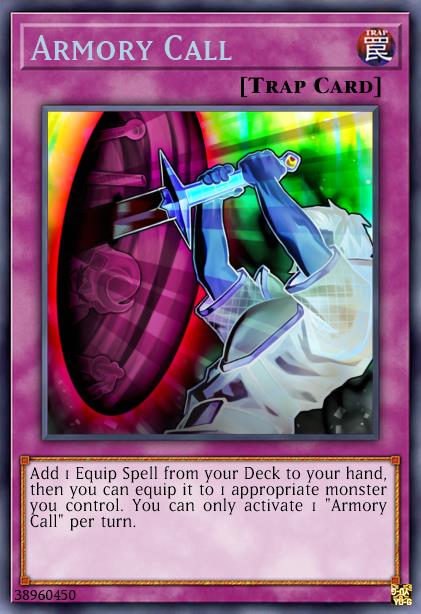 ARMORY CALL
TRAP
罠
[TRAP CARD]
Add 1 Equip Spell from your Deck to your hand,
then you can equip it to 1 appropriate monster
you control. You can only activate 1 "Armory
Call" per turn.
38960450